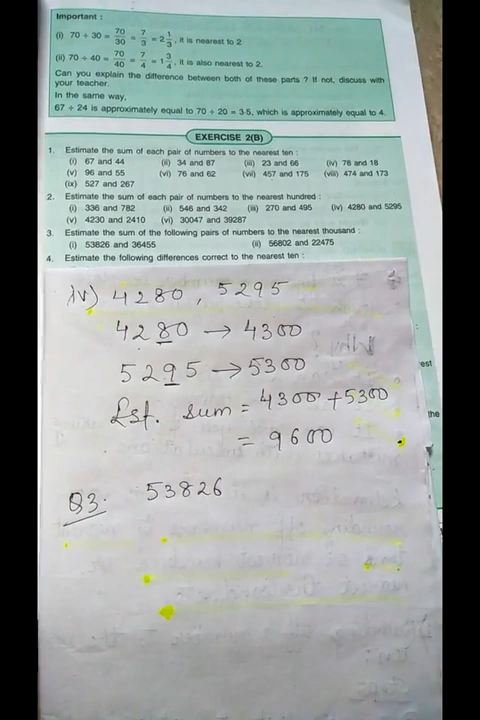 Important :
(i) 70 ÷ 30 = 70/30 = 7/3 = 2 1/3, it is nearest to 2
(ii) 70 ÷ 40 = 70/40 = 7/4 = 1 3/4, it is also nearest to 2.
Can you explain the difference between both of these parts ? If not, discuss with
your teacher.
In the same way,
67 ÷ 24 is approximately equal to 70 ÷ 20 = 3·5, which is approximately equal to 4.
EXERCISE 2(B)
1. Estimate the sum of each pair of numbers to the nearest ten :
(i) 67 and 44 (ii) 34 and 87 (iii) 23 and 66 (iv) 78 and 18
(v) 96 and 55 (vi) 76 and 62 (vii) 457 and 175 (viii) 474 and 173
(ix) 527 and 267
2. Estimate the sum of each pair of numbers to the nearest hundred :
(i) 336 and 782 (ii) 546 and 342 (iii) 270 and 495 (iv) 4280 and 5295
(v) 4230 and 2410 (vi) 30047 and 39287
3. Estimate the sum of the following pairs of numbers to the nearest thousand :
(i) 53826 and 36455 (ii) 56802 and 22475
4. Estimate the following differences correct to the nearest ten :
iv) 4280, 5295
4280 → 4300
5295 → 5300
Est. sum = 4300 + 5300
= 9600
Q3. 53826
est
the